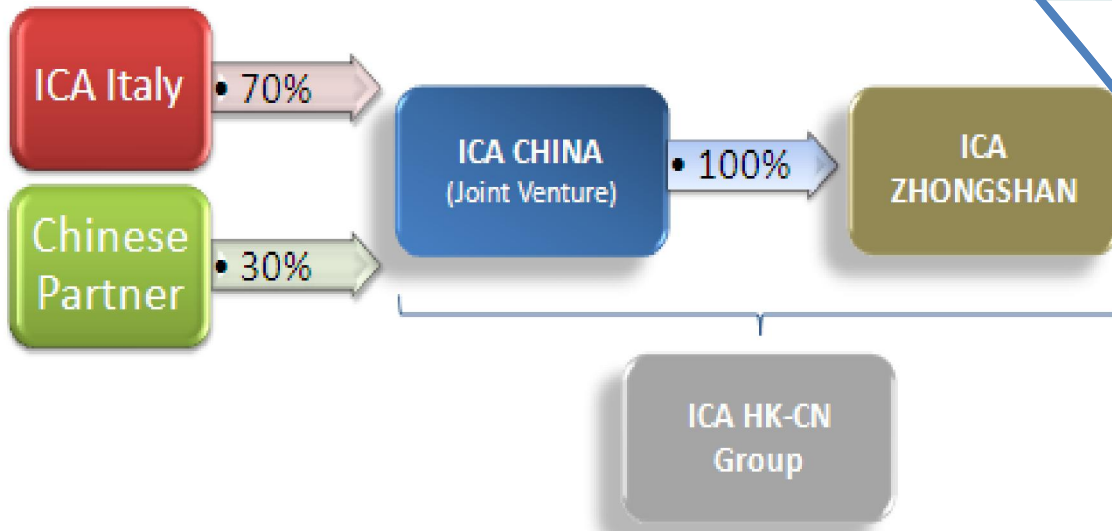 ICA Italy
• 70%
Chinese
Partner
• 30%
ICA CHINA
(Joint Venture)
• 100%
ICA
ZHONGSHAN
ICA HK-CN
Group